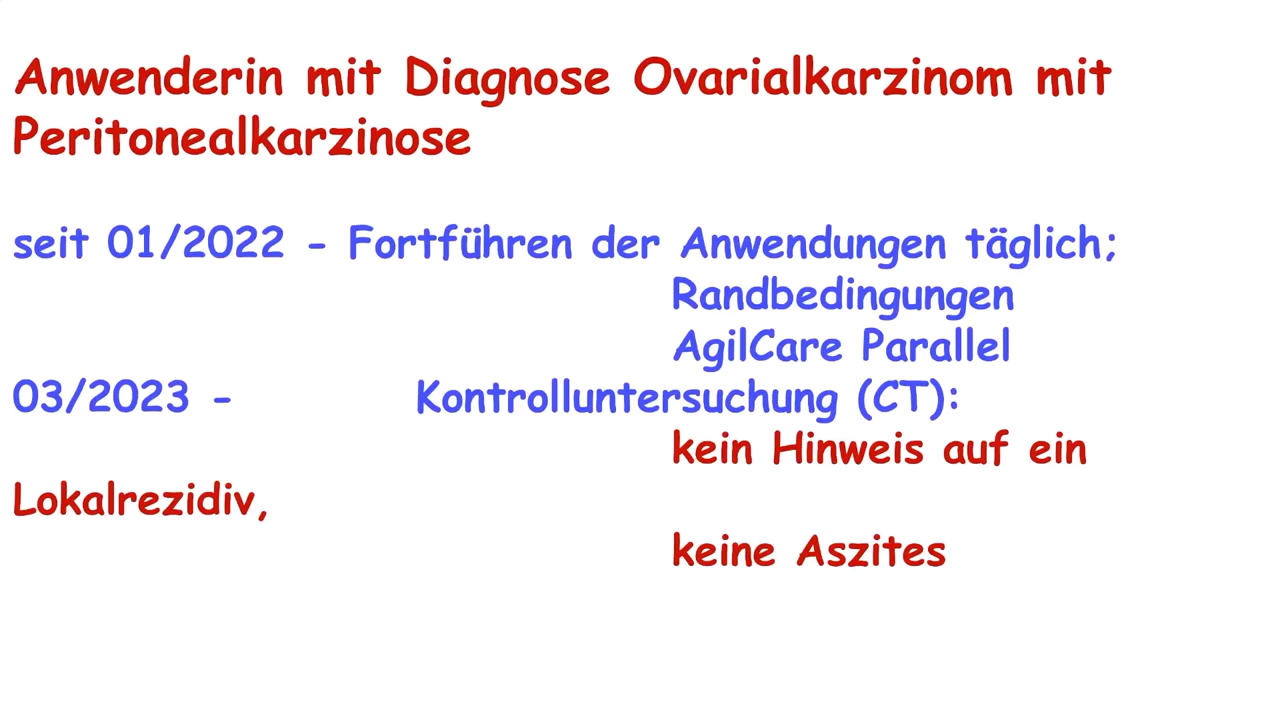 Anwenderin mit Diagnose Ovarialkarzinom mit
Peritonealkarzinose
seit 01/2022 - Fortführen der Anwendungen täglich;
Randbedingungen
AgilCare Parallel
03/2023 - Kontrolluntersuchung (CT):
kein Hinweis auf ein
Lokalrezidiv,
keine Aszites